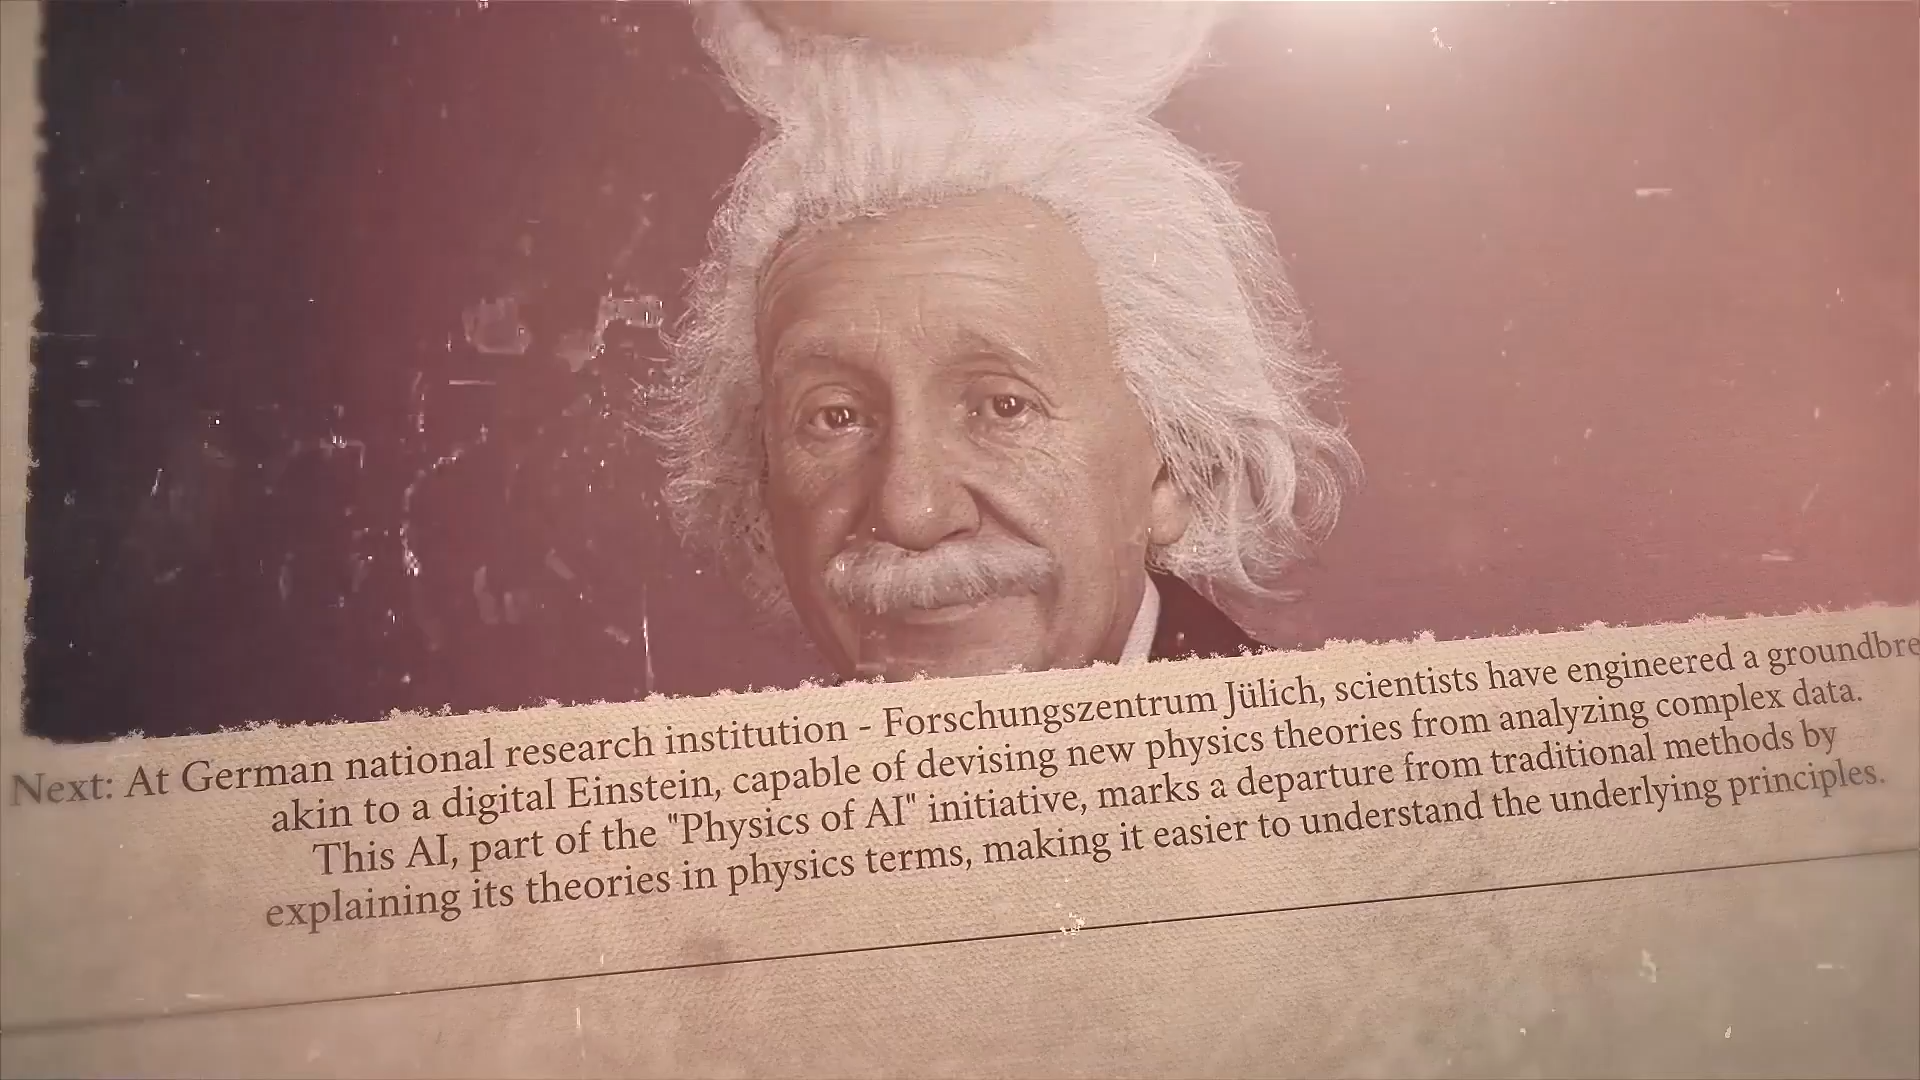 Next: At German national research institution - Forschungszentrum Jülich, scientists have engineered a groundbre
akin to a digital Einstein, capable of devising new physics theories from analyzing complex data.
This AI, part of the "Physics of AI" initiative, marks a departure from traditional methods by
explaining its theories in physics terms, making it easier to understand the underlying principles.